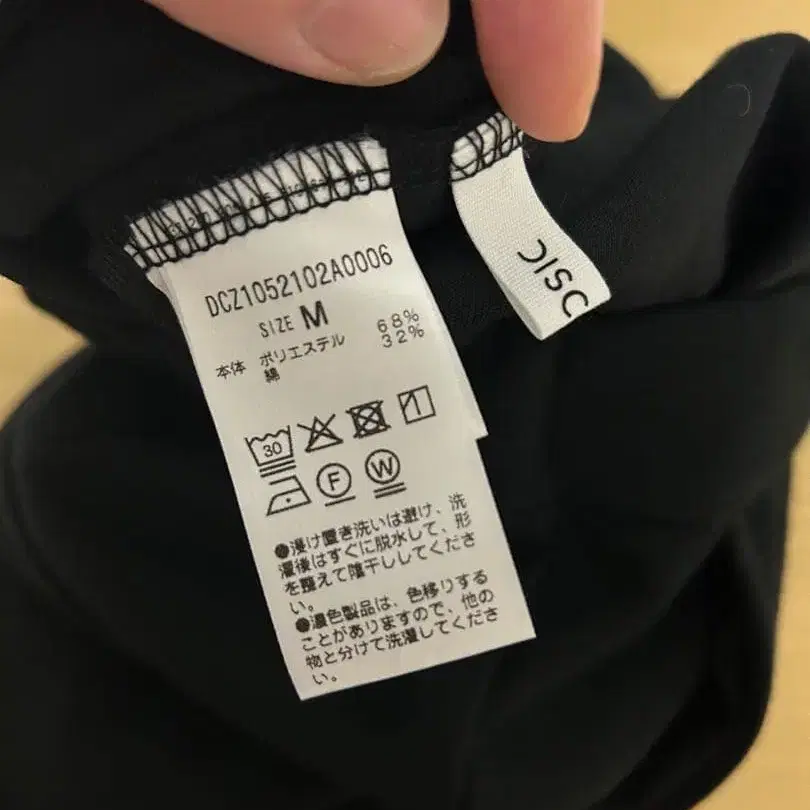 DCZ1052102A0006
SIZE M
本体 ポリエステル 68%
綿 32%
30
1
F
W
●浸け置き洗いは避け、洗
濯後はすぐに脱水して、形
を整えて陰干ししてくださ
い。
●濃色製品は、色移りする
ことがありますので、他の
物と分けて洗濯してくださ
い。
DISC